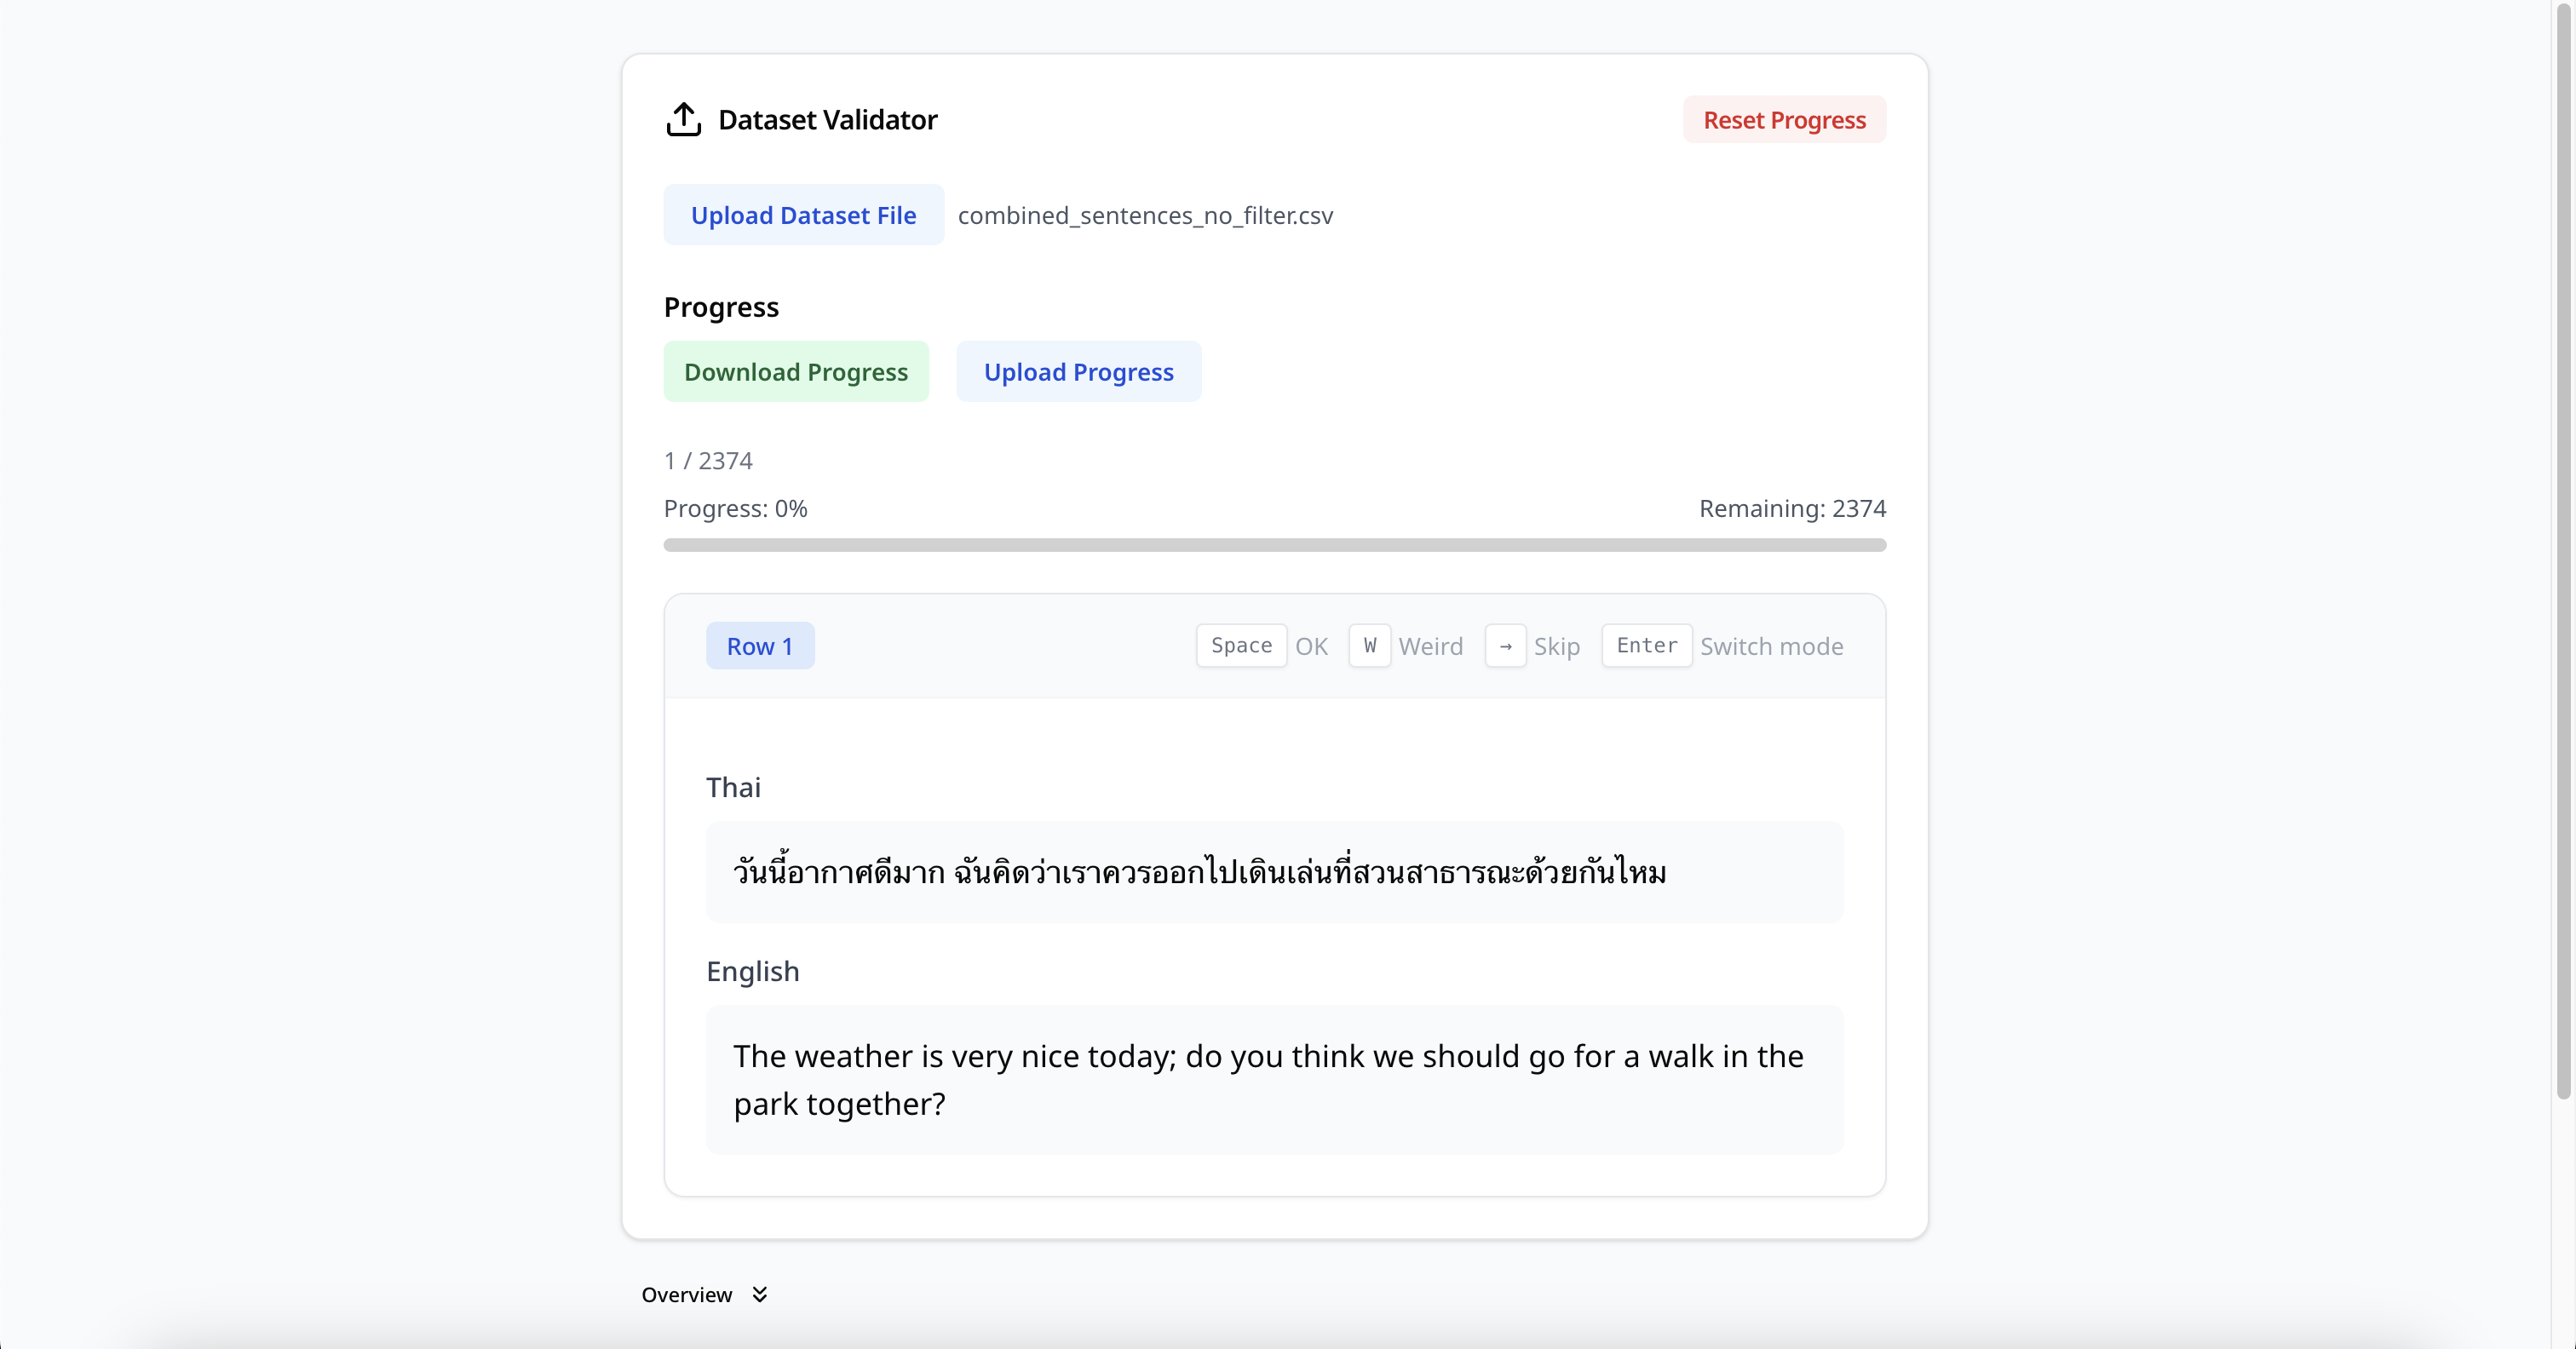 Dataset Validator
Reset Progress
Upload Dataset File combined_sentences_no_filter.csv
Progress
Download Progress Upload Progress
1 / 2374
Progress: 0% Remaining: 2374
Row 1 Space OK W Weird → Skip Enter Switch mode
Thai
วันนี้อากาศดีมาก ฉันคิดว่าเราควรออกไปเดินเล่นที่สวนสาธารณะด้วยกันไหม
English
The weather is very nice today; do you think we should go for a walk in the
park together?
Overview